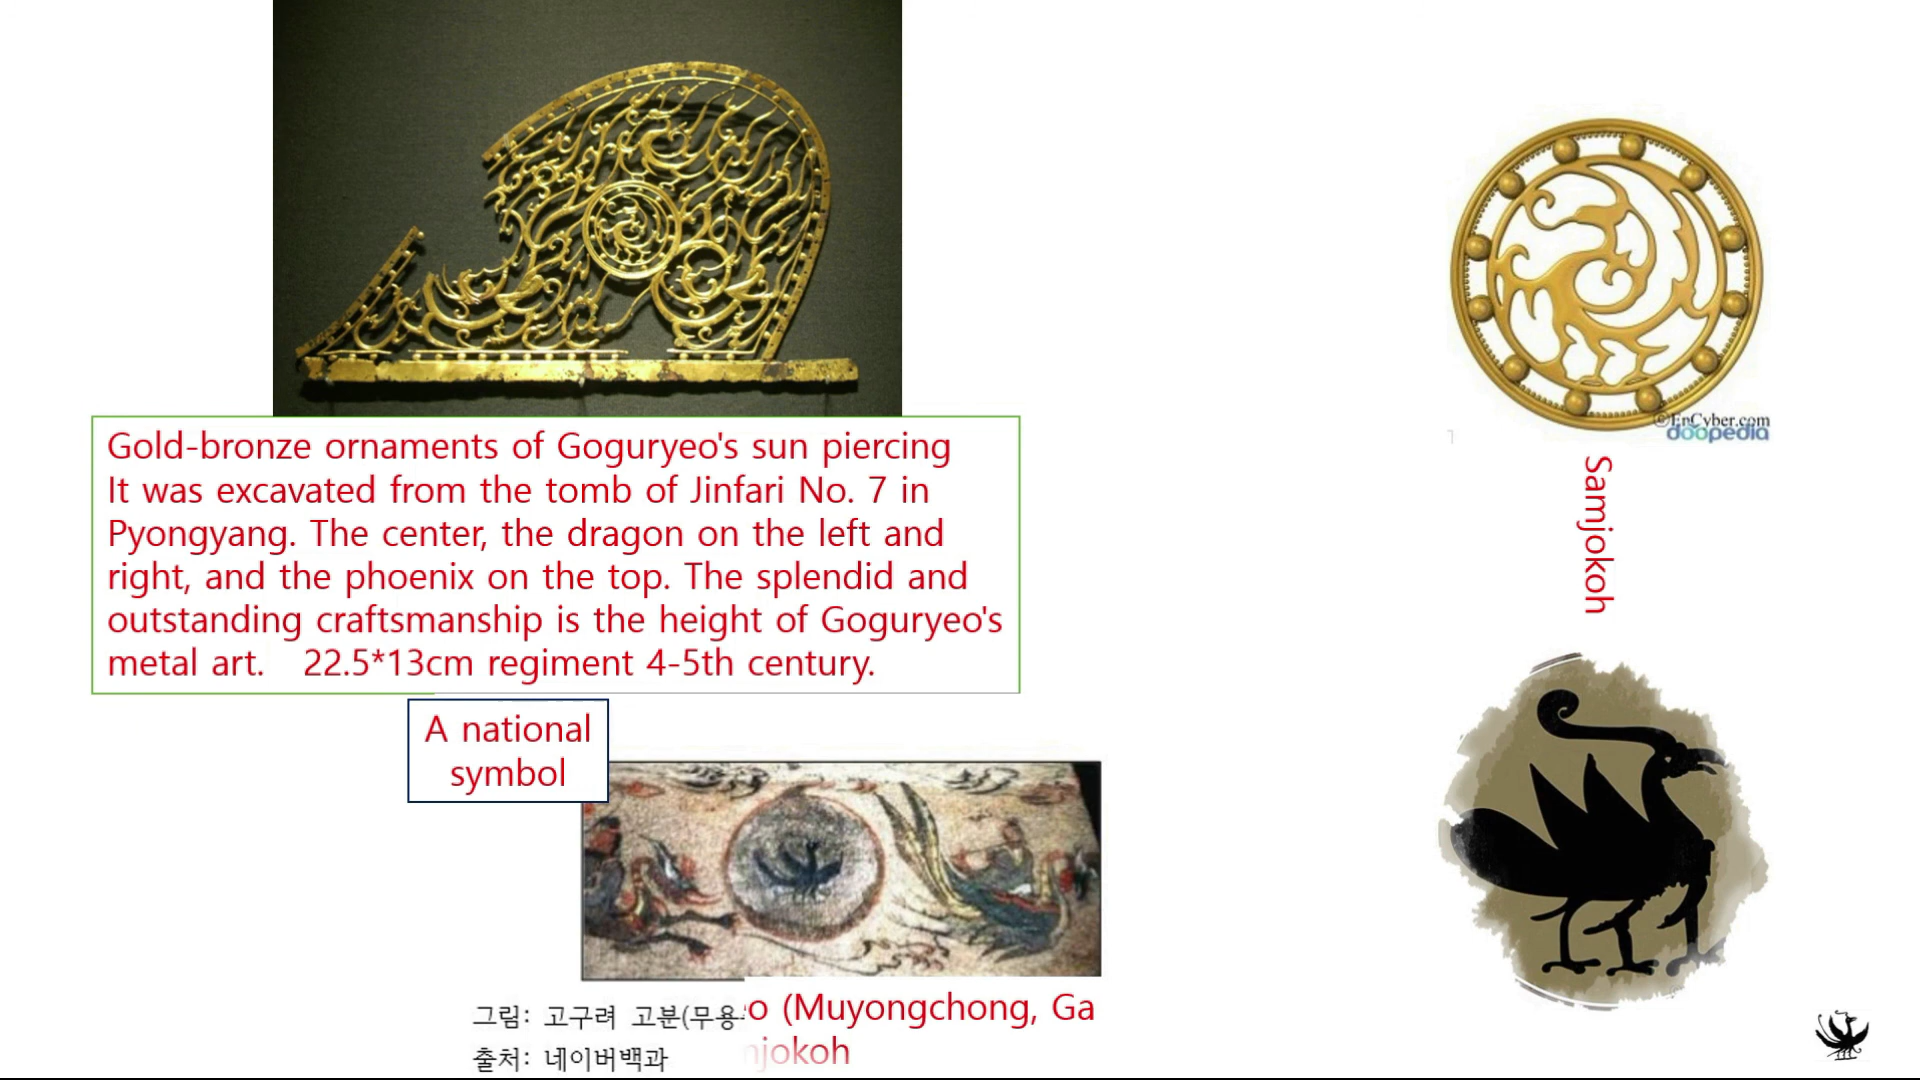 Gold-bronze ornaments of Goguryeo's sun piercing
It was excavated from the tomb of Jinfari No. 7 in
Pyongyang. The center, the dragon on the left and
right, and the phoenix on the top. The splendid and
outstanding craftsmanship is the height of Goguryeo's
metal art. 22.5*13cm regiment 4-5th century.
A national
symbol
©EnCyber.com
doopedia
Samjokoh
그림: 고구려 고분(무용
o (Muyongchong, Ga
출처: 네이버백과
jokoh